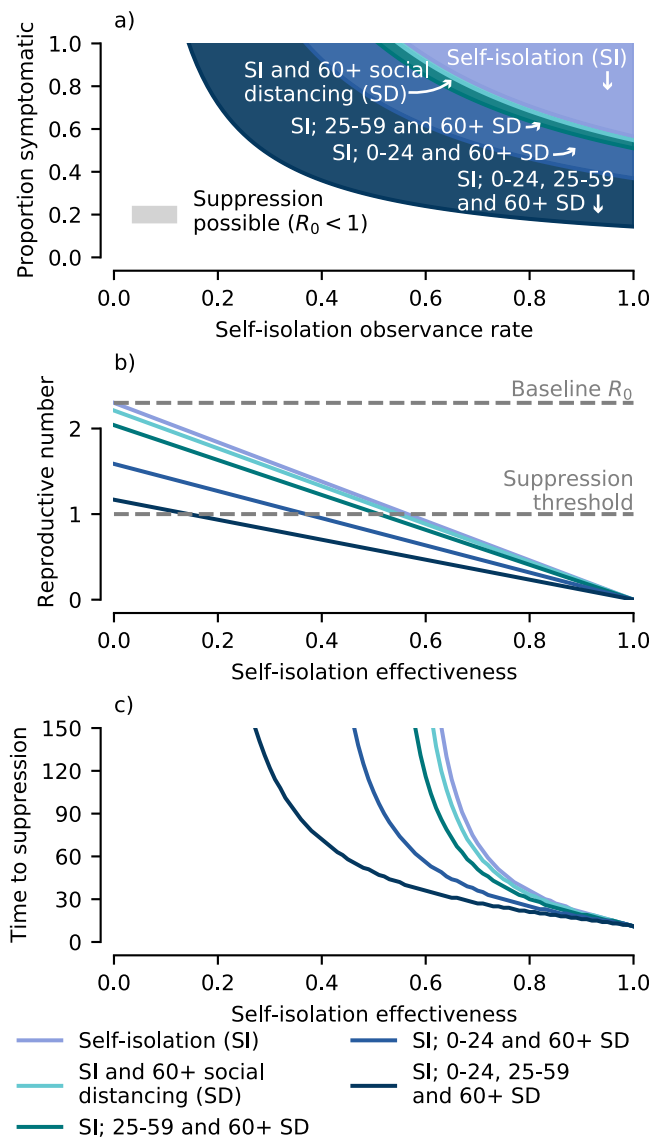 a)
Proportion symptomatic
1.0
0.8
0.6
0.4
0.2
0.0
Self-isolation (SI)
SI and 60+ social
distancing (SD)
SI; 25-59 and 60+ SD
SI; 0-24 and 60+ SD
SI; 0-24, 25-59
and 60+ SD
Suppression
possible (R₀ < 1)
0.0 0.2 0.4 0.6 0.8 1.0
Self-isolation observance rate
b)
Reproductive number
2
1
0
Baseline R₀
Suppression
threshold
0.0 0.2 0.4 0.6 0.8 1.0
Self-isolation effectiveness
c)
Time to suppression
150
120
90
60
30
0
0.0 0.2 0.4 0.6 0.8 1.0
Self-isolation effectiveness
Self-isolation (SI)
SI and 60+ social
distancing (SD)
SI; 25-59 and 60+ SD
SI; 0-24 and 60+ SD
SI; 0-24, 25-59
and 60+ SD